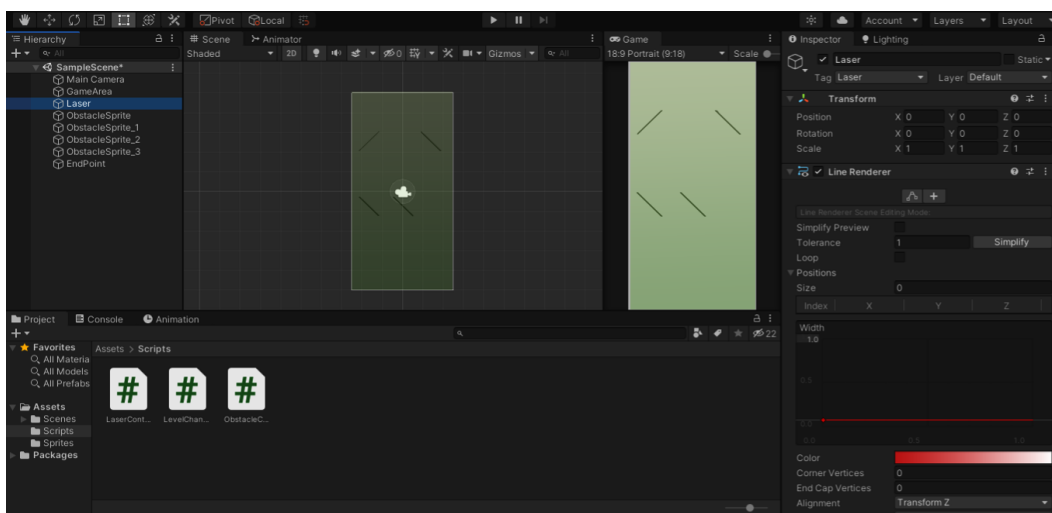 Pivot Local Account Layers Layout
Hierarchy
All
SampleScene*
Main Camera
GameArea
Laser
ObstacleSprite
ObstacleSprite_1
ObstacleSprite_2
ObstacleSprite_3
EndPoint
Scene Animator
Shaded 2D 0 Gizmos All
Game
18:9 Portrait (9:18) Scale
Inspector Lighting
Laser Static
Tag Laser Layer Default
Transform
Position X 0 Y 0 Z 0
Rotation X 0 Y 0 Z 0
Scale X 1 Y 1 Z 1
Line Renderer
Line Renderer Scene Editing Mode:
Simplify Preview
Tolerance 1 Simplify
Loop
Positions
Size 0
Index X Y Z
Width
1.0
0.5
0.0
0.0 0.5 1.0
Color
Corner Vertices 0
End Cap Vertices 0
Alignment Transform Z
Project Console Animation
22
Favorites
All Materia
All Models
All Prefabs
Assets
Scenes
Scripts
Sprites
Packages
Assets > Scripts
# # #
LaserCont... LevelChan... ObstacleC...